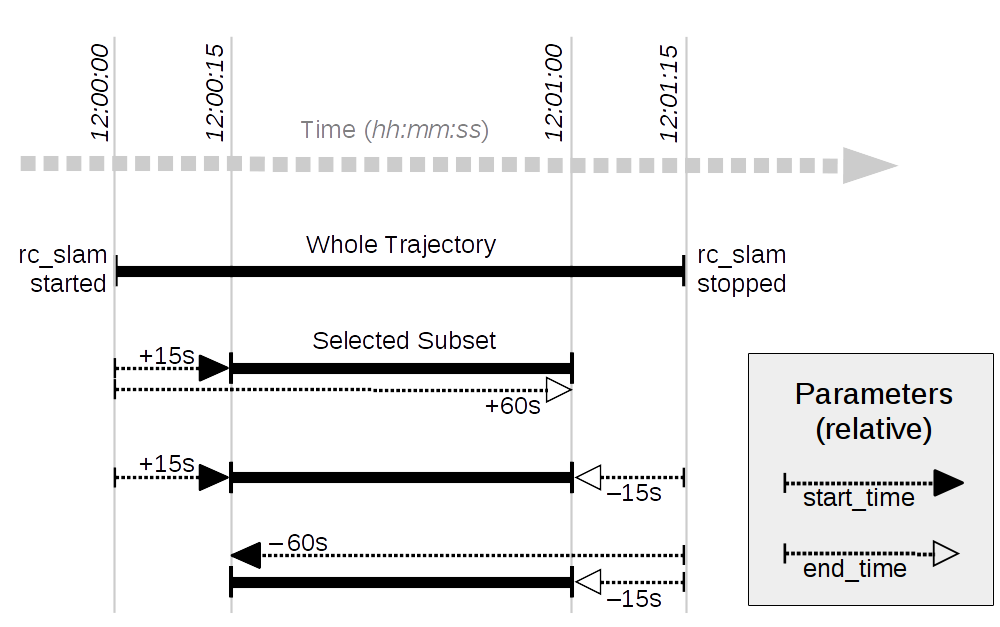 12:00:00
12:00:15
12:01:00
12:01:15
Time (hh:mm:ss)
Whole Trajectory
rc_slam
started
rc_slam
stopped
Selected Subset
+15s
+60s
+15s
–15s
–60s
–15s
Parameters
(relative)
start_time
end_time